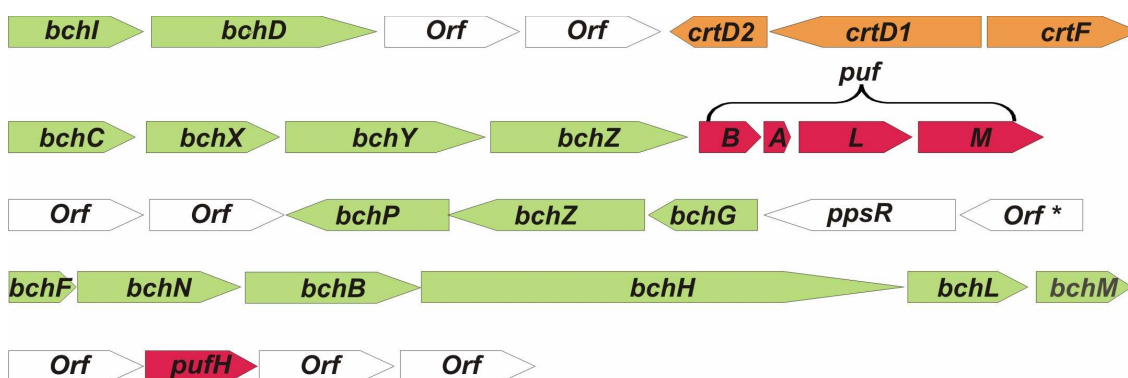 bchI bchD Orf Orf crtD2 crtD1 crtF
puf
bchC bchX bchY bchZ B A L M
Orf Orf bchP bchZ bchG ppsR Orf *
bchF bchN bchB bchH bchL bchM
Orf pufH Orf Orf